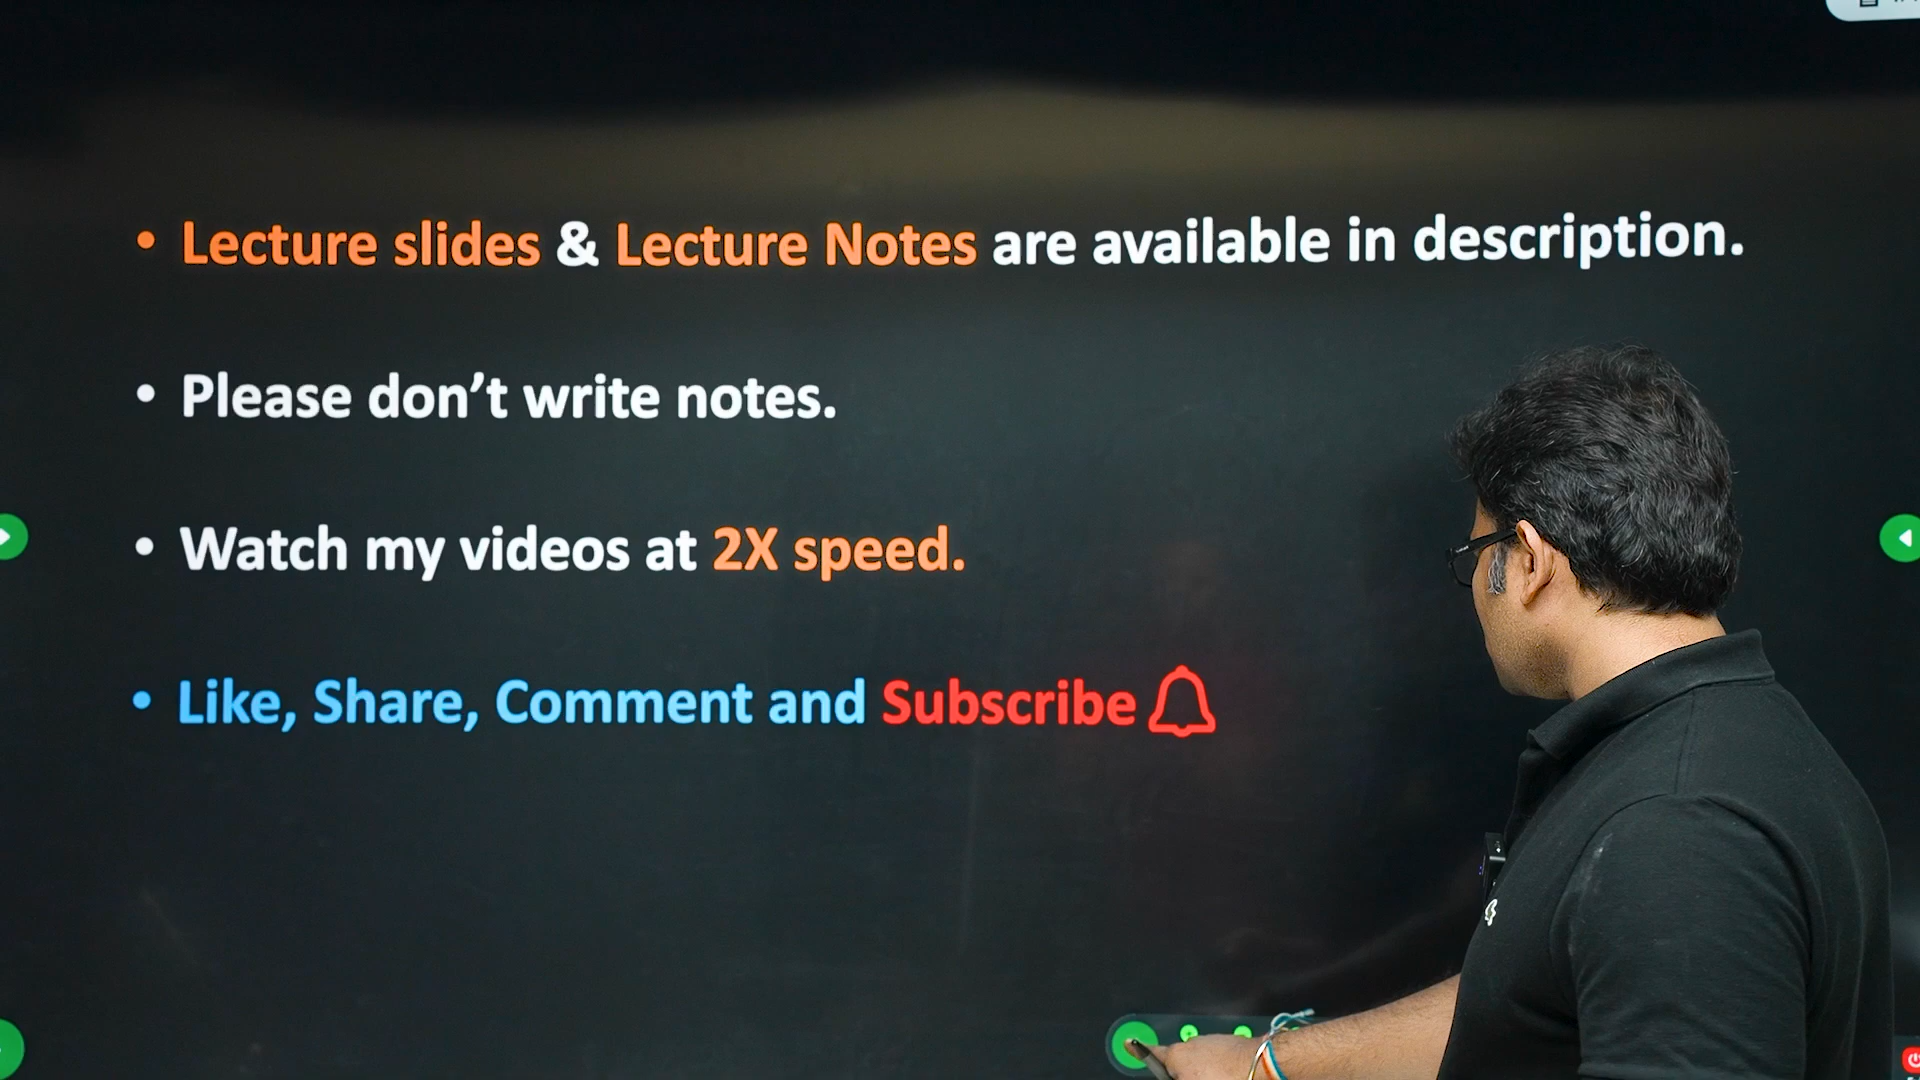 • Lecture slides & Lecture Notes are available in description.
• Please don’t write notes.
• Watch my videos at 2X speed.
• Like, Share, Comment and Subscribe